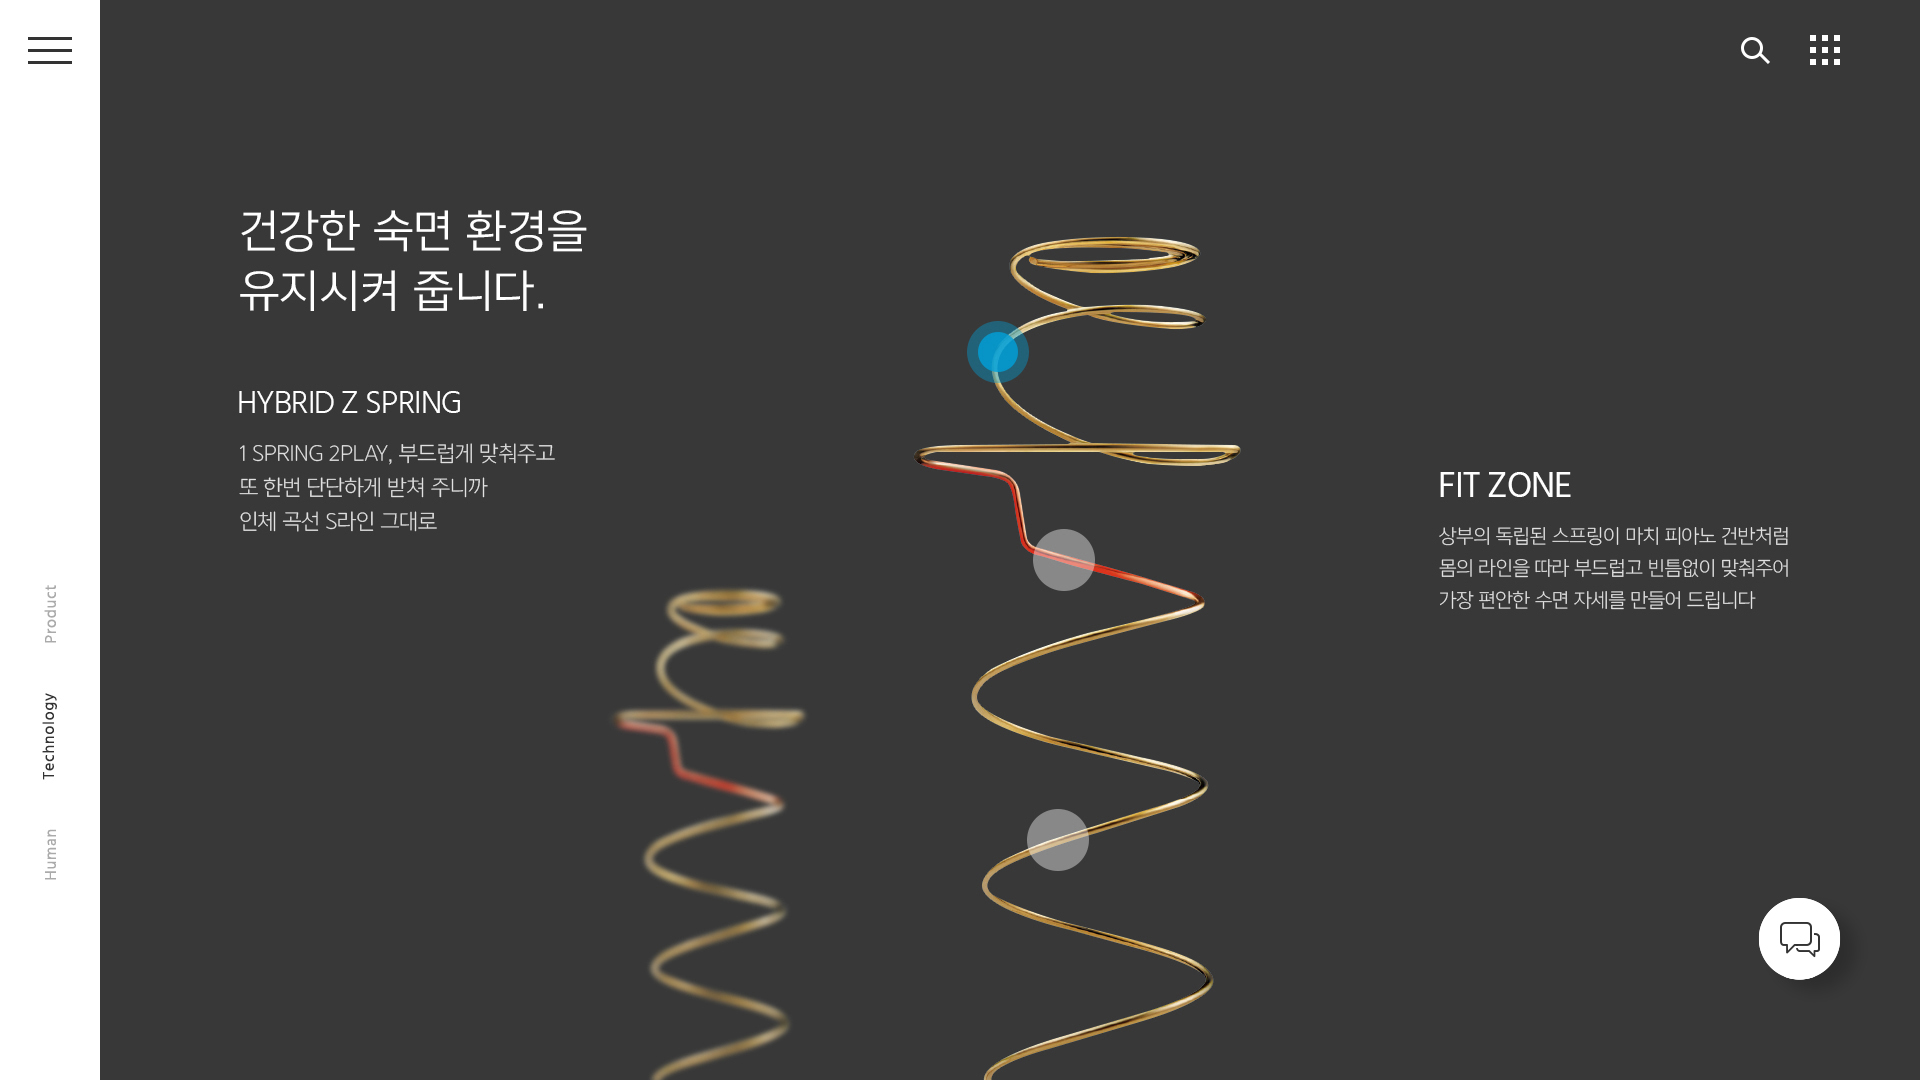 건강한 숙면 환경을
유지시켜 줍니다.
HYBRID Z SPRING
1 SPRING 2PLAY, 부드럽게 맞춰주고
또 한번 단단하게 받쳐 주니까
인체 곡선 S라인 그대로
FIT ZONE
상부의 독립된 스프링이 마치 피아노 건반처럼
몸의 라인을 따라 부드럽고 빈틈없이 맞춰주어
가장 편안한 수면 자세를 만들어 드립니다
Product
Technology
Human